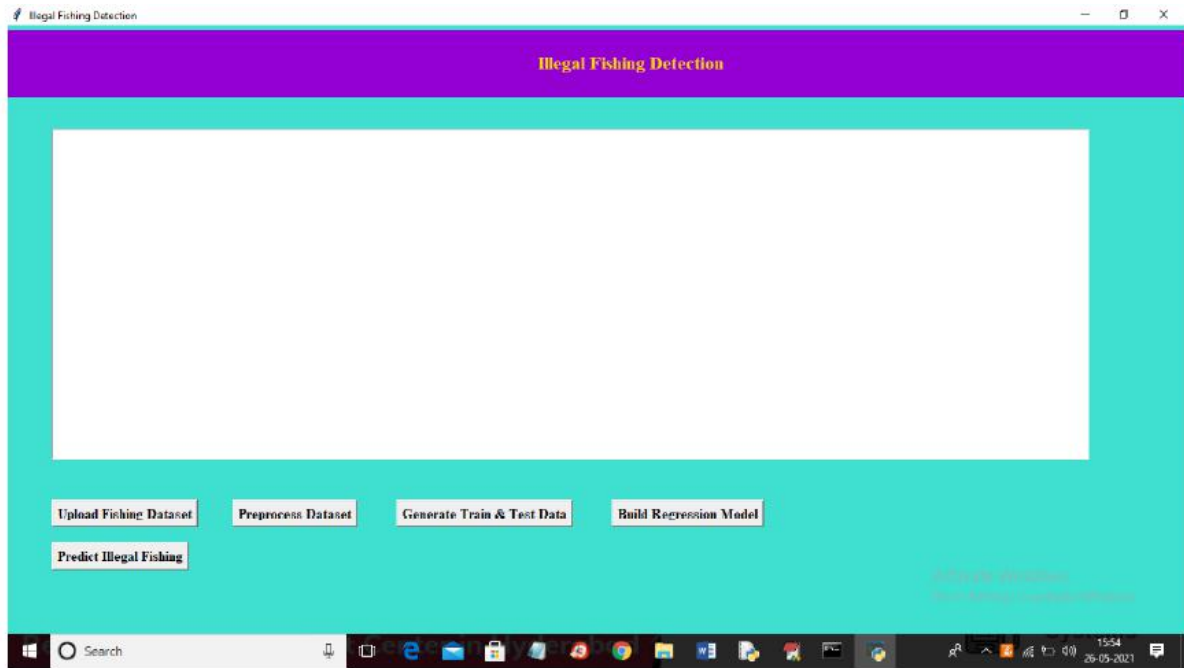 Illegal Fishing Detection
Illegal Fishing Detection
Upload Fishing Dataset
Preprocess Dataset
Generate Train & Test Data
Build Regression Model
Predict Illegal Fishing
Search
15:54
26-05-2021